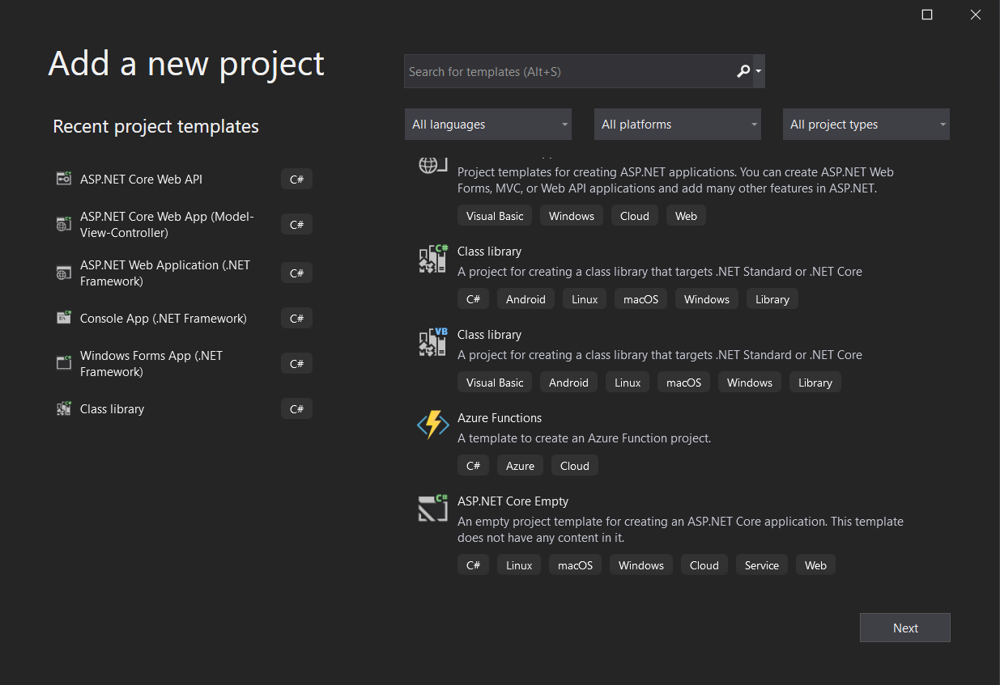 Add a new project
Search for templates (Alt+S)
Recent project templates
All languages
All platforms
All project types
ASP.NET Core Web API
C#
ASP.NET Core Web App (Model-
View-Controller)
C#
ASP.NET Web Application (.NET
Framework)
C#
Console App (.NET Framework)
C#
Windows Forms App (.NET
Framework)
C#
Class library
C#
Project templates for creating ASP.NET applications. You can create ASP.NET Web
Forms, MVC, or Web API applications and add many other features in ASP.NET.
Visual Basic Windows Cloud Web
C#
Class library
A project for creating a class library that targets .NET Standard or .NET Core
C# Android Linux macOS Windows Library
VB
Class library
A project for creating a class library that targets .NET Standard or .NET Core
Visual Basic Android Linux macOS Windows Library
Azure Functions
A template to create an Azure Function project.
C# Azure Cloud
C#
ASP.NET Core Empty
An empty project template for creating an ASP.NET Core application. This template
does not have any content in it.
C# Linux macOS Windows Cloud Service Web
Next